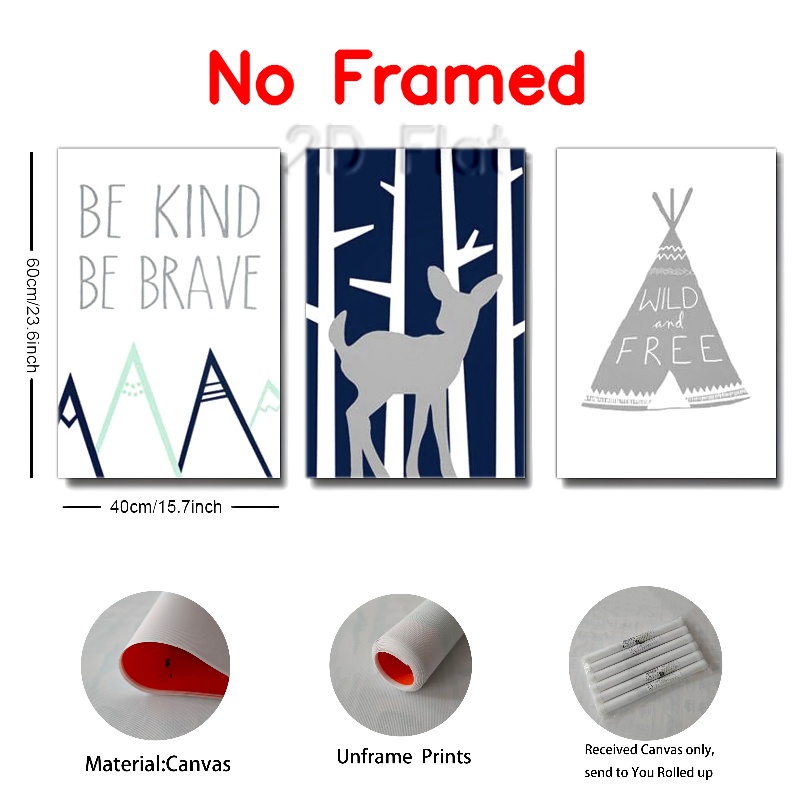 No Framed
2D Flat
BE KIND
BE BRAVE
WILD
and
FREE
60cm/23.6inch
40cm/15.7inch
Material:Canvas
Unframe Prints
Received Canvas only,
send to You Rolled up